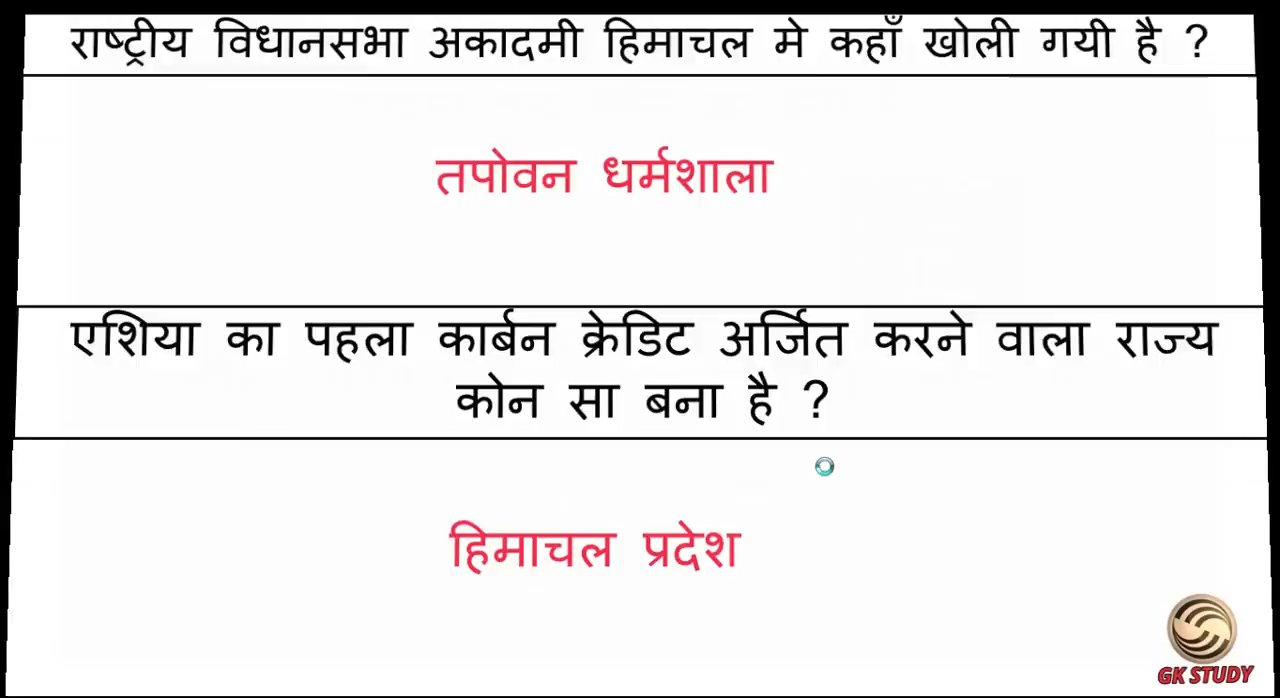 राष्ट्रीय विधानसभा अकादमी हिमाचल मे कहाँ खोली गयी है ?
तपोवन धर्मशाला
एशिया का पहला कार्बन क्रेडिट अर्जित करने वाला राज्य
कोन सा बना है ?
हिमाचल प्रदेश
GK STUDY